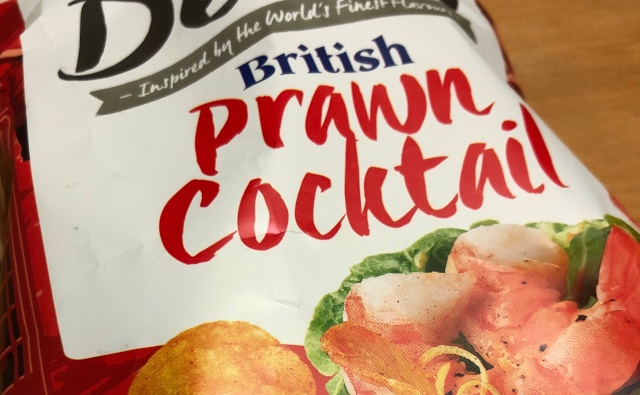 – Inspired by the World's Finest Flavours
British
Prawn
Cocktail